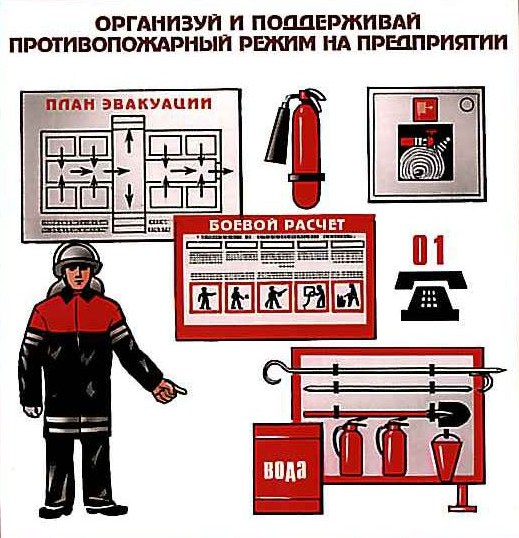 ОРГАНИЗУЙ И ПОДДЕРЖИВАЙ
ПРОТИВОПОЖАРНЫЙ РЕЖИМ НА ПРЕДПРИЯТИИ
ПЛАН ЭВАКУАЦИИ
БОЕВОЙ РАСЧЕТ
01
ВОДА